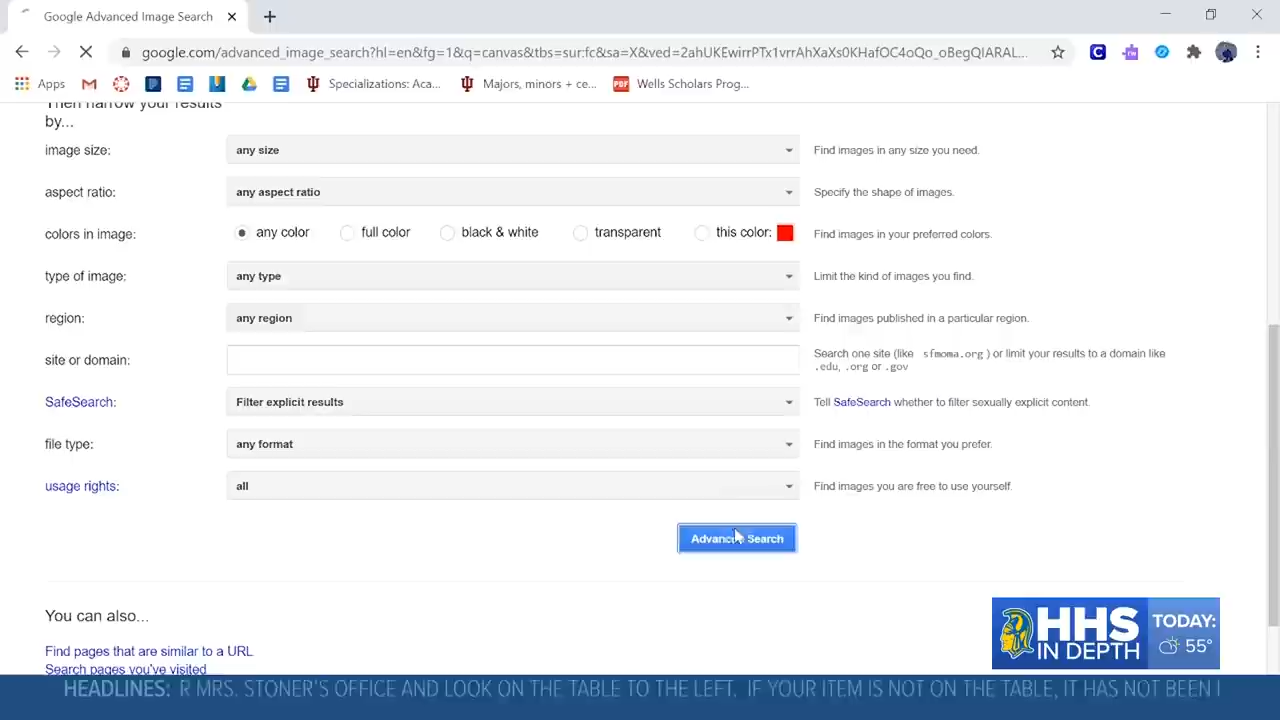 Google Advanced Image Search
google.com/advanced_image_search?hl=en&fg=1&q=canvas&tbs=sur:fc&sa=X&ved=2ahUKEwirrPTx1vrrAhXaXs0KHafOC4oQo_oBegQIARAL...
Apps Specializations: Aca... Majors, minors + ce... PDF Wells Scholars Prog...
Then narrow your results
by...
image size: any size Find images in any size you need.
aspect ratio: any aspect ratio Specify the shape of images.
colors in image: any color full color black & white transparent this color: Find images in your preferred colors.
type of image: any type Limit the kind of images you find.
region: any region Find images published in a particular region.
site or domain: Search one site (like sfmoma.org ) or limit your results to a domain like
.edu, .org or .gov
SafeSearch: Filter explicit results Tell SafeSearch whether to filter sexually explicit content.
file type: any format Find images in the format you prefer.
usage rights: all Find images you are free to use yourself.
Advanced Search
You can also...
Find pages that are similar to a URL
Search pages you've visited
HHS
IN DEPTH
TODAY:
55°
HEADLINES: R MRS. STONER'S OFFICE AND LOOK ON THE TABLE TO THE LEFT. IF YOUR ITEM IS NOT ON THE TABLE, IT HAS NOT BEEN